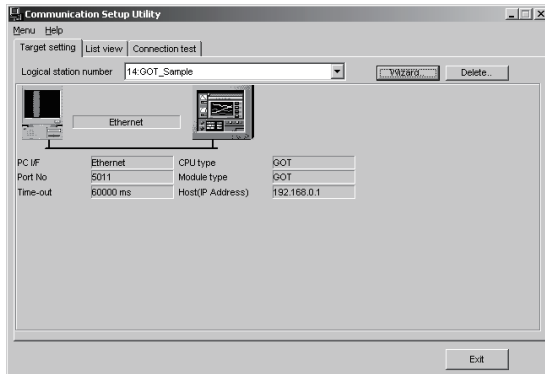 Communication Setup Utility
Menu Help
Target setting List view Connection test
Logical station number 14:GOT_Sample Wizard.. Delete..
Ethernet
PC I/F Ethernet CPU type GOT
Port No 5011 Module type GOT
Time-out 60000 ms Host(IP Address) 192.168.0.1
Exit